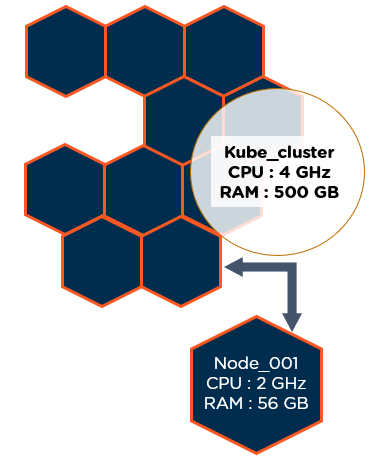 Kube_cluster
CPU : 4 GHz
RAM : 500 GB
Node_001
CPU : 2 GHz
RAM : 56 GB